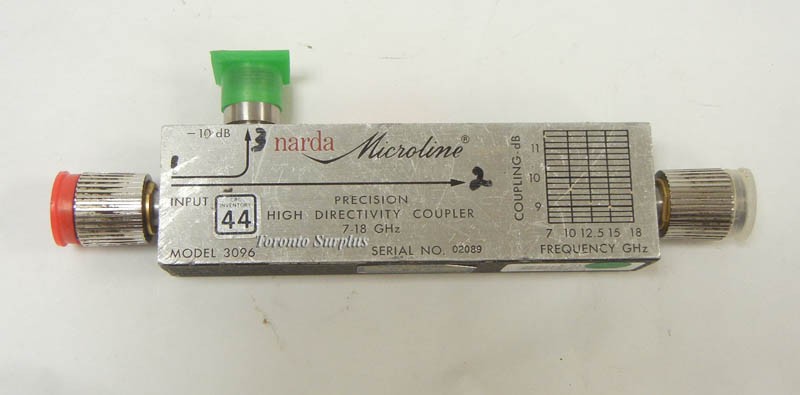 -10 dB
3
narda Microline®
1
2
INPUT
CRC
INVENTORY
44
PRECISION
HIGH DIRECTIVITY COUPLER
7-18 GHz
Toronto Surplus
MODEL 3096
SERIAL NO. 02089
COUPLING-dB
11
10
9
7 10 12.5 15 18
FREQUENCY GHz